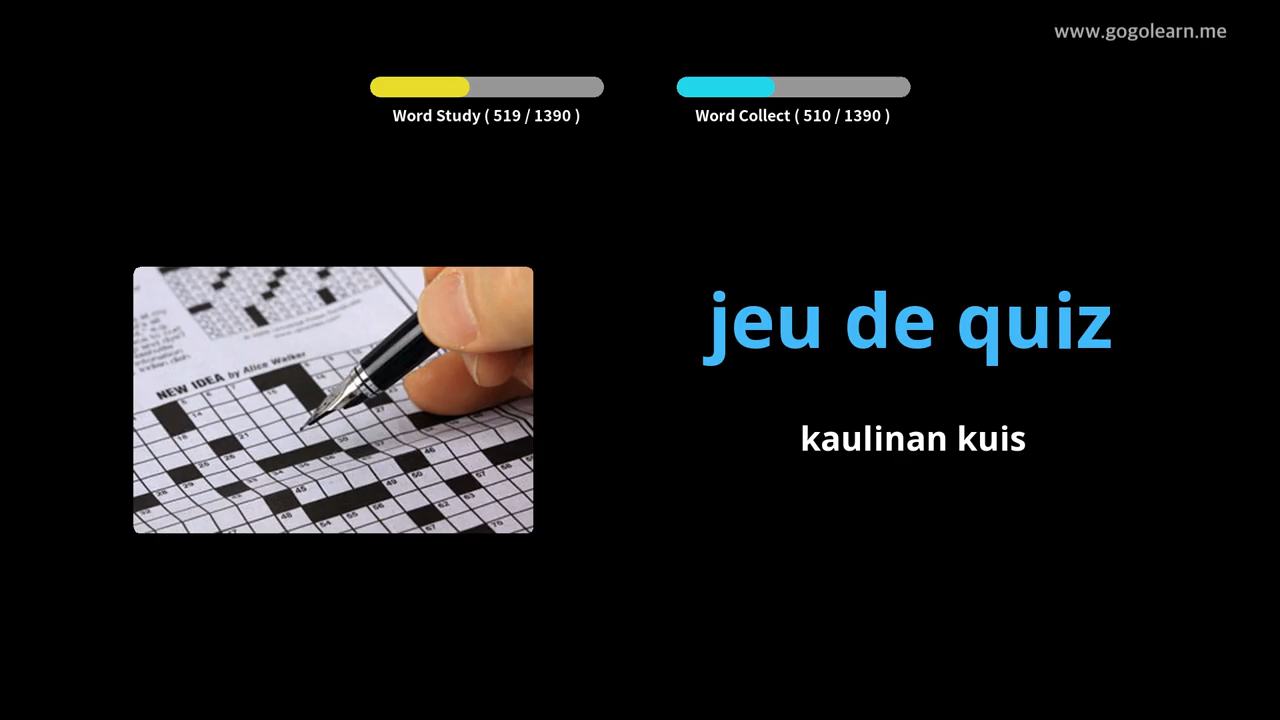 www.gogolearn.me
Word Study ( 519 / 1390 )
Word Collect ( 510 / 1390 )
jeu de quiz
kaulinan kuis
NEW IDEA by Alice Walker